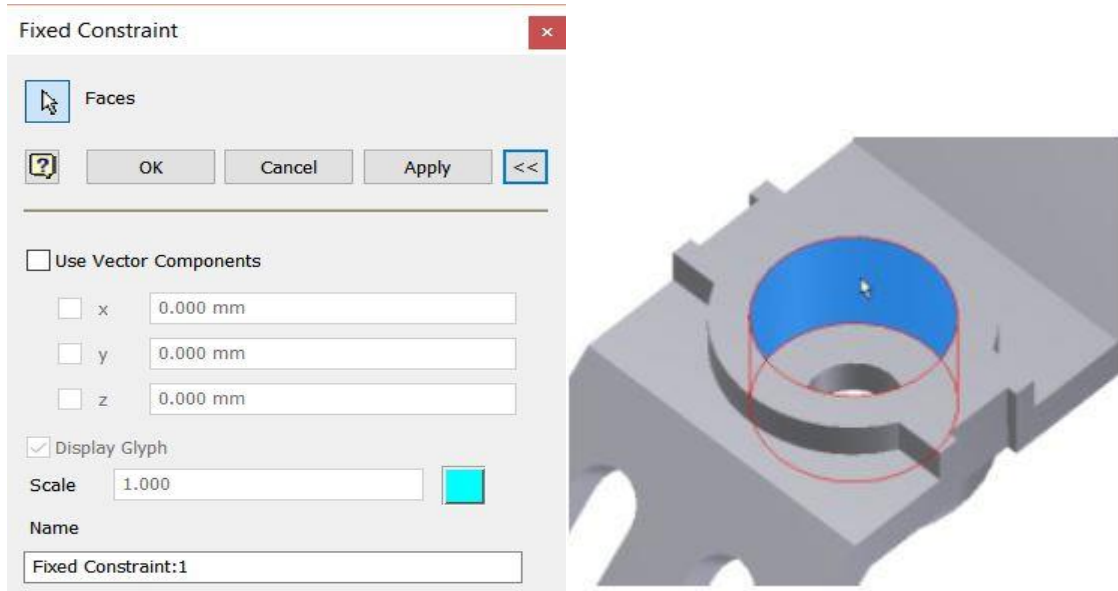 Fixed Constraint
Faces
OK Cancel Apply <<
Use Vector Components
x 0.000 mm
y 0.000 mm
z 0.000 mm
Display Glyph
Scale 1.000
Name
Fixed Constraint:1